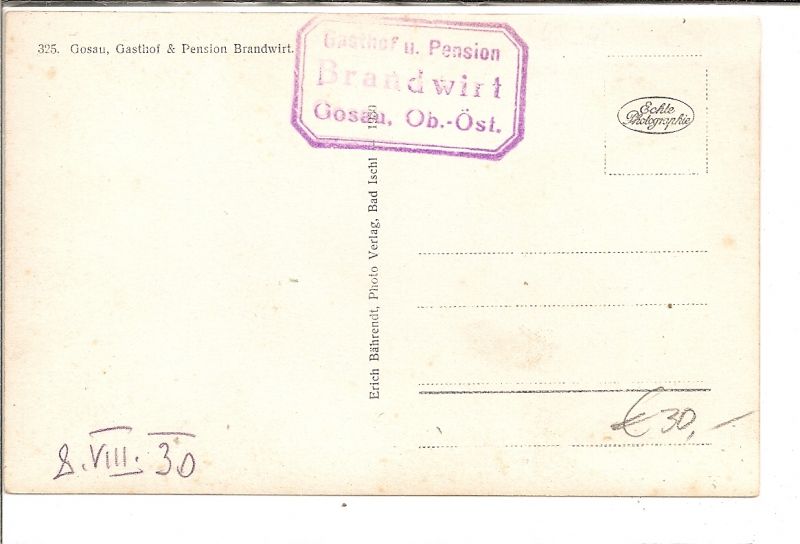 325. Gosau, Gasthof & Pension Brandwirt.
Gasthof u. Pension
Brandwirt
Gosau, Ob.-Öst.
Echte
Photographie
Erich Bährendt, Photo Verlag, Bad Ischl
€ 30,-
8. VIII. 30